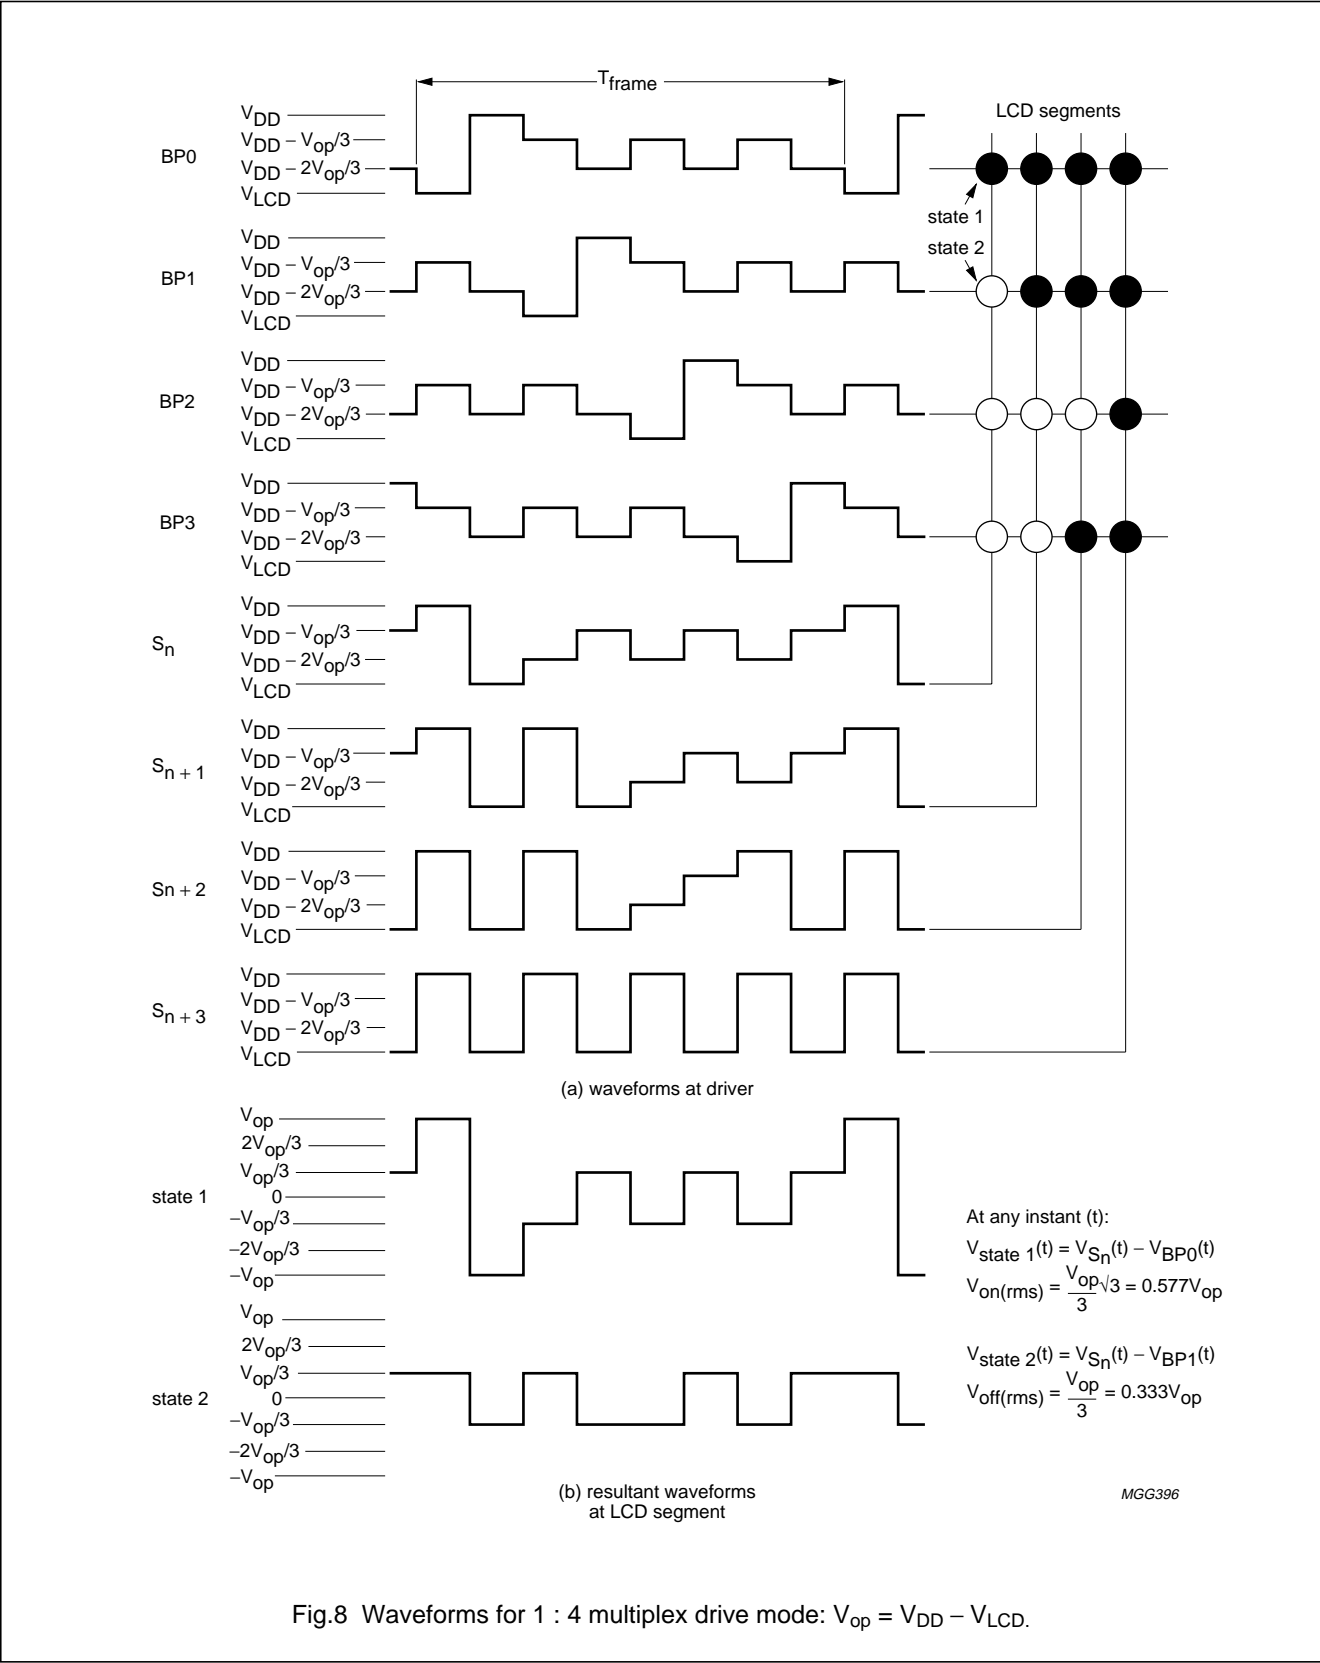 Tframe
BP0
VDD
VDD − Vop/3
VDD − 2Vop/3
VLCD
LCD segments
state 1
state 2
BP1
VDD
VDD − Vop/3
VDD − 2Vop/3
VLCD
BP2
VDD
VDD − Vop/3
VDD − 2Vop/3
VLCD
BP3
VDD
VDD − Vop/3
VDD − 2Vop/3
VLCD
Sn
VDD
VDD − Vop/3
VDD − 2Vop/3
VLCD
Sn + 1
VDD
VDD − Vop/3
VDD − 2Vop/3
VLCD
Sn + 2
VDD
VDD − Vop/3
VDD − 2Vop/3
VLCD
Sn + 3
VDD
VDD − Vop/3
VDD − 2Vop/3
VLCD
(a) waveforms at driver
state 1
Vop
2Vop/3
Vop/3
0
−Vop/3
−2Vop/3
−Vop
state 2
Vop
2Vop/3
Vop/3
0
−Vop/3
−2Vop/3
−Vop
At any instant (t):
Vstate 1(t) = VSn(t) − VBP0(t)
Von(rms) = Vop/3 √3 = 0.577Vop
Vstate 2(t) = VSn(t) − VBP1(t)
Voff(rms) = Vop/3 = 0.333Vop
(b) resultant waveforms
at LCD segment
MGG396
Fig.8 Waveforms for 1 : 4 multiplex drive mode: Vop = VDD − VLCD.